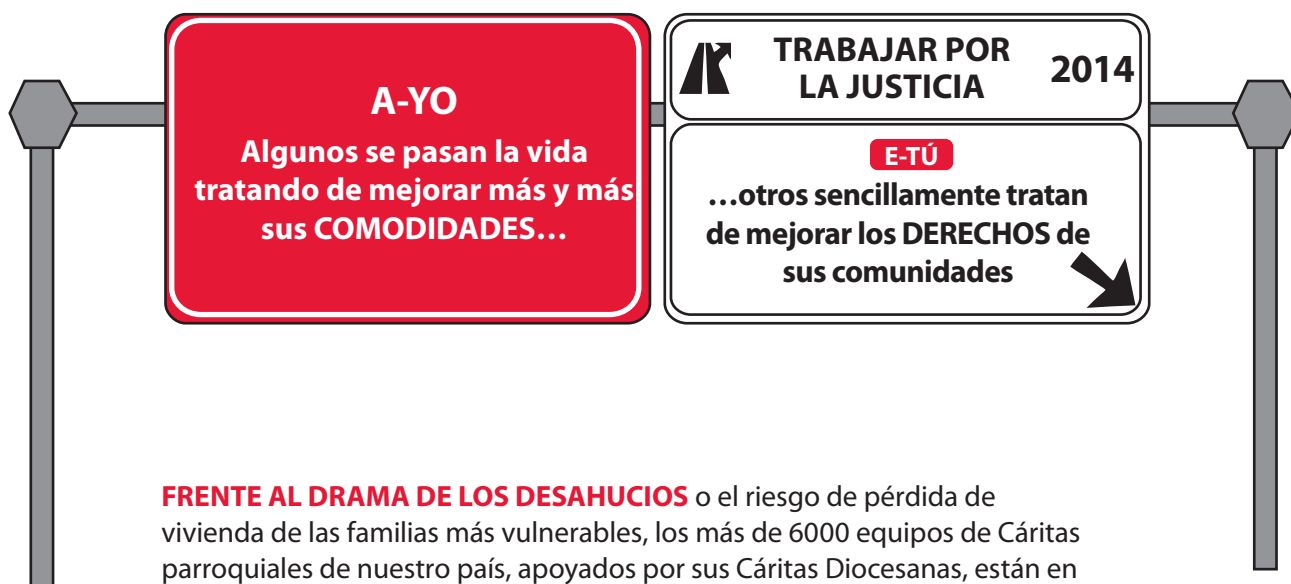 A-YO
Algunos se pasan la vida
tratando de mejorar más y más
sus COMODIDADES…
TRABAJAR POR
LA JUSTICIA
2014
E-TÚ
…otros sencillamente tratan
de mejorar los DERECHOS de
sus comunidades
FRENTE AL DRAMA DE LOS DESAHUCIOS o el riesgo de pérdida de
vivienda de las familias más vulnerables, los más de 6000 equipos de Cáritas
parroquiales de nuestro país, apoyados por sus Cáritas Diocesanas, están en